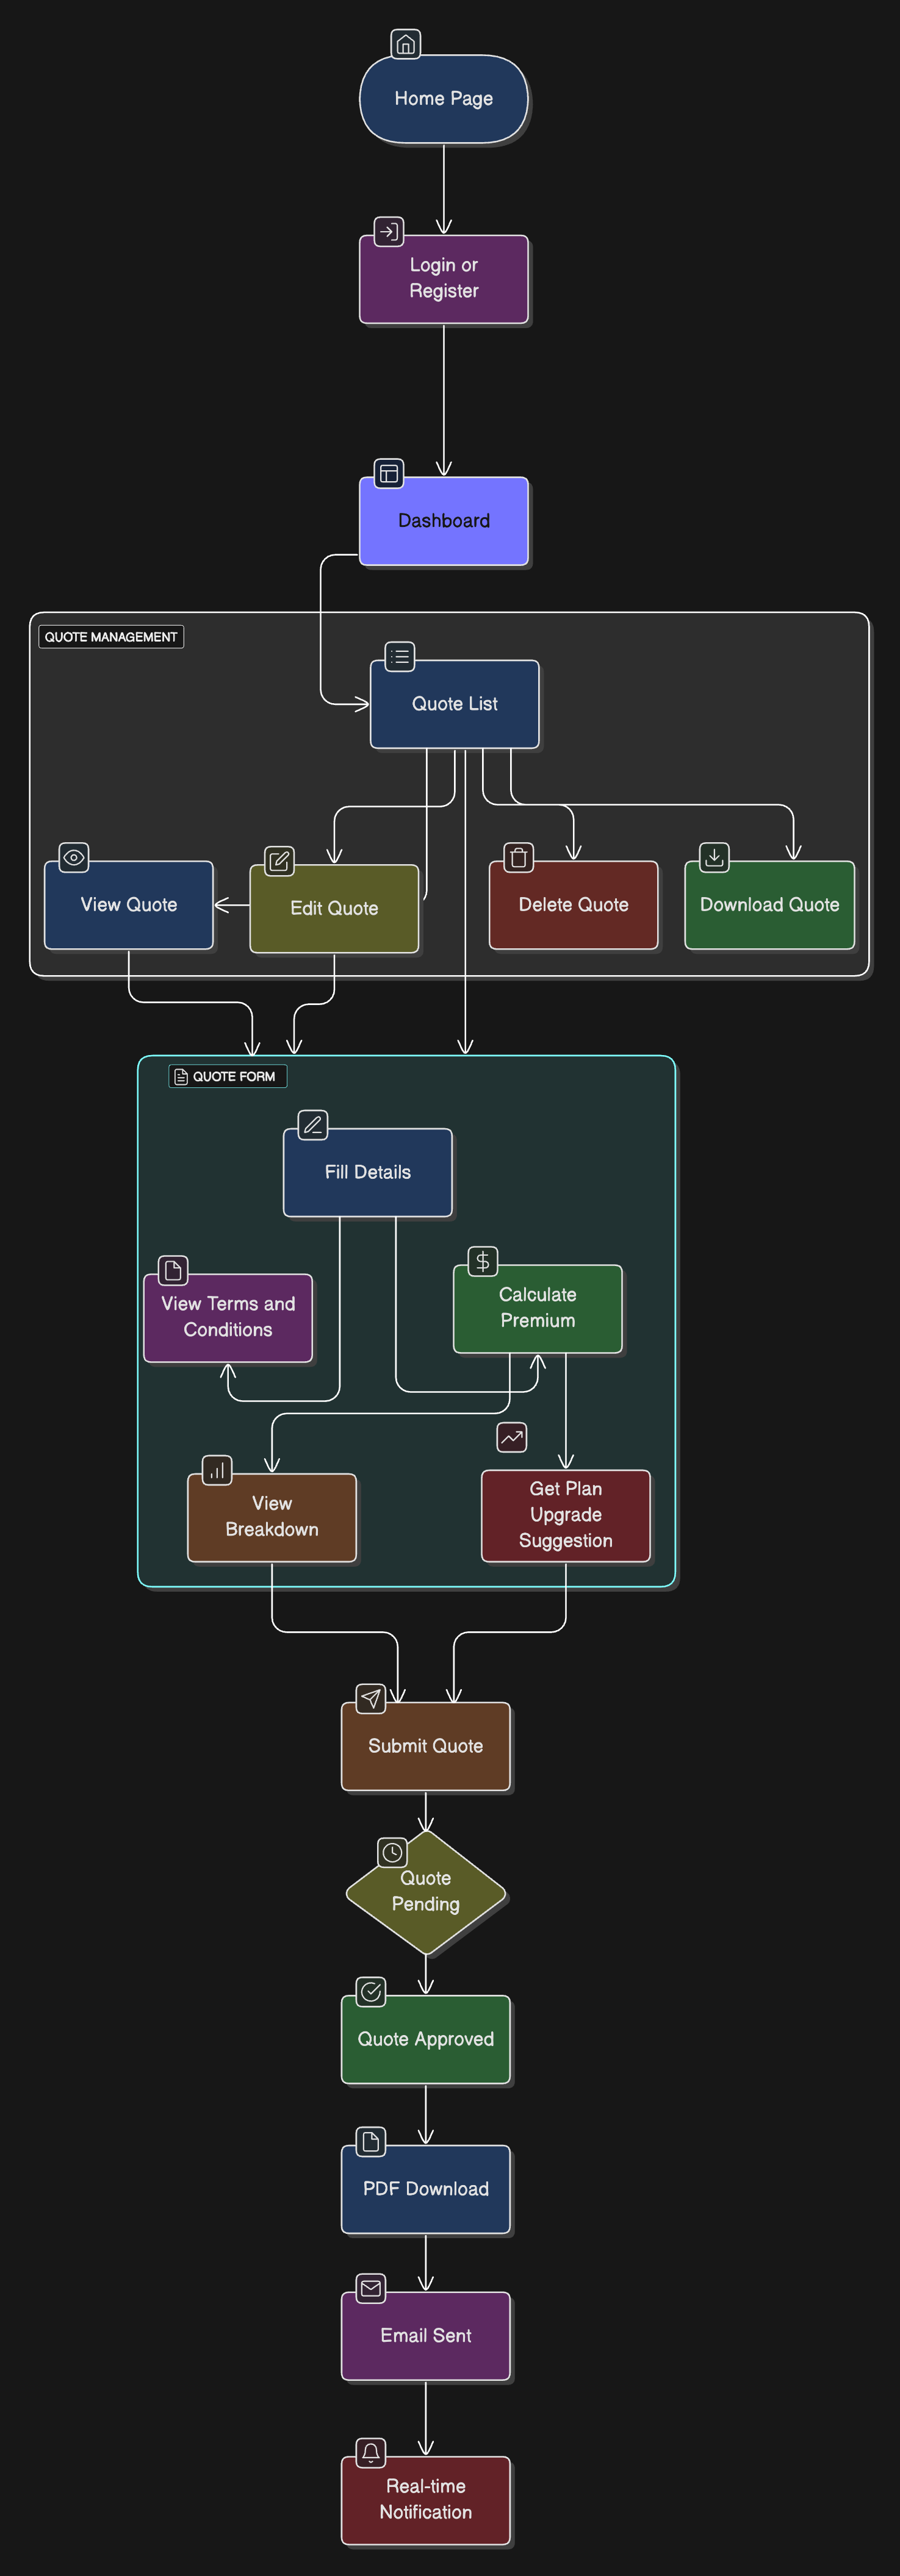 Home Page
Login or
Register
Dashboard
QUOTE MANAGEMENT
Quote List
View Quote
Edit Quote
Delete Quote
Download Quote
QUOTE FORM
Fill Details
View Terms and
Conditions
Calculate
Premium
View
Breakdown
Get Plan
Upgrade
Suggestion
Submit Quote
Quote
Pending
Quote Approved
PDF Download
Email Sent
Real-time
Notification